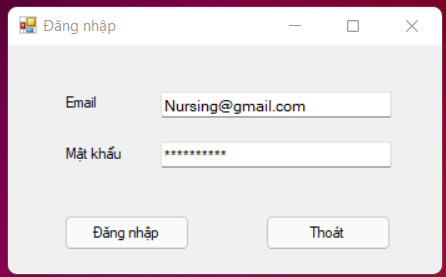 Đăng nhập
Email Nursing@gmail.com
Mật khẩu **********
Đăng nhập Thoát